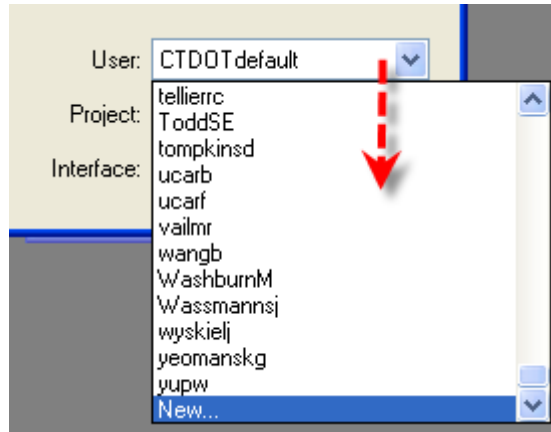 User: CTDOTdefault
tellierrc
Project:
ToddSE
tompkinsd
Interface:
ucarb
ucarf
vailmr
wangb
WashburnM
Wassmannsj
wyskielj
yeomanskg
yupw
New...